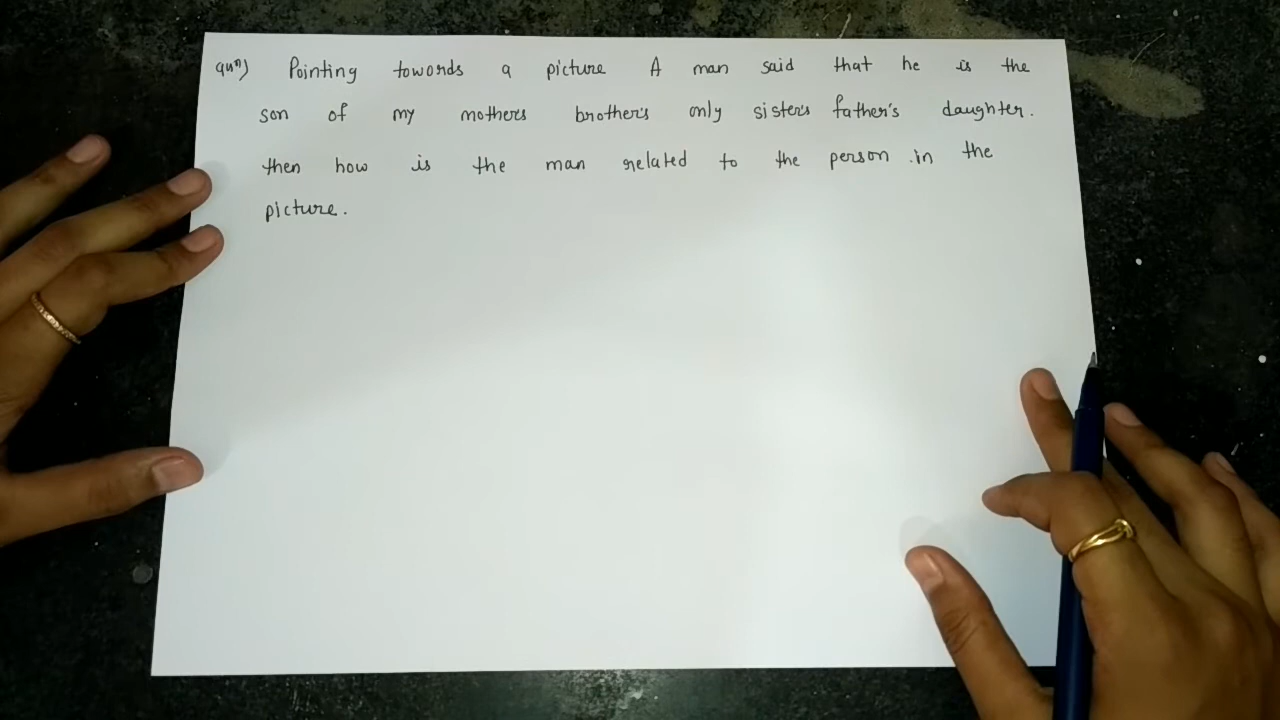 qun) Pointing towords a picture A man said that he is the
son of my mothers brother's only sister's father's daughter.
then how is the man related to the person in the
picture.